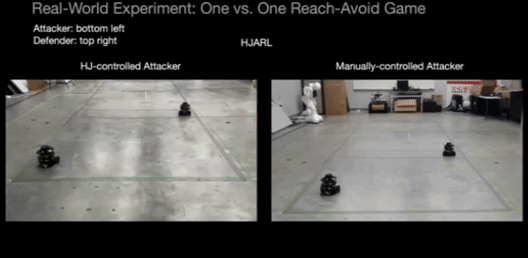 Real-World Experiment: One vs. One Reach-Avoid Game
Attacker: bottom left
Defender: top right
HJARL
HJ-controlled Attacker
Manually-controlled Attacker